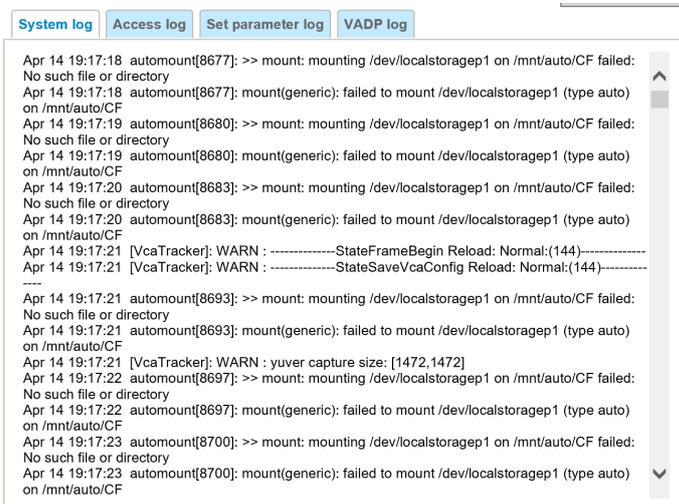 System log
Access log
Set parameter log
VADP log
Apr 14 19:17:18 automount[8677]: >> mount: mounting /dev/localstoragep1 on /mnt/auto/CF failed:
No such file or directory
Apr 14 19:17:18 automount[8677]: mount(generic): failed to mount /dev/localstoragep1 (type auto)
on /mnt/auto/CF
Apr 14 19:17:19 automount[8680]: >> mount: mounting /dev/localstoragep1 on /mnt/auto/CF failed:
No such file or directory
Apr 14 19:17:19 automount[8680]: mount(generic): failed to mount /dev/localstoragep1 (type auto)
on /mnt/auto/CF
Apr 14 19:17:20 automount[8683]: >> mount: mounting /dev/localstoragep1 on /mnt/auto/CF failed:
No such file or directory
Apr 14 19:17:20 automount[8683]: mount(generic): failed to mount /dev/localstoragep1 (type auto)
on /mnt/auto/CF
Apr 14 19:17:21 [VcaTracker]: WARN : --------------StateFrameBegin Reload: Normal:(144)--------------
Apr 14 19:17:21 [VcaTracker]: WARN : --------------StateSaveVcaConfig Reload: Normal:(144)----------
----
Apr 14 19:17:21 automount[8693]: >> mount: mounting /dev/localstoragep1 on /mnt/auto/CF failed:
No such file or directory
Apr 14 19:17:21 automount[8693]: mount(generic): failed to mount /dev/localstoragep1 (type auto)
on /mnt/auto/CF
Apr 14 19:17:21 [VcaTracker]: WARN : yuver capture size: [1472,1472]
Apr 14 19:17:22 automount[8697]: >> mount: mounting /dev/localstoragep1 on /mnt/auto/CF failed:
No such file or directory
Apr 14 19:17:22 automount[8697]: mount(generic): failed to mount /dev/localstoragep1 (type auto)
on /mnt/auto/CF
Apr 14 19:17:23 automount[8700]: >> mount: mounting /dev/localstoragep1 on /mnt/auto/CF failed:
No such file or directory
Apr 14 19:17:23 automount[8700]: mount(generic): failed to mount /dev/localstoragep1 (type auto)
on /mnt/auto/CF